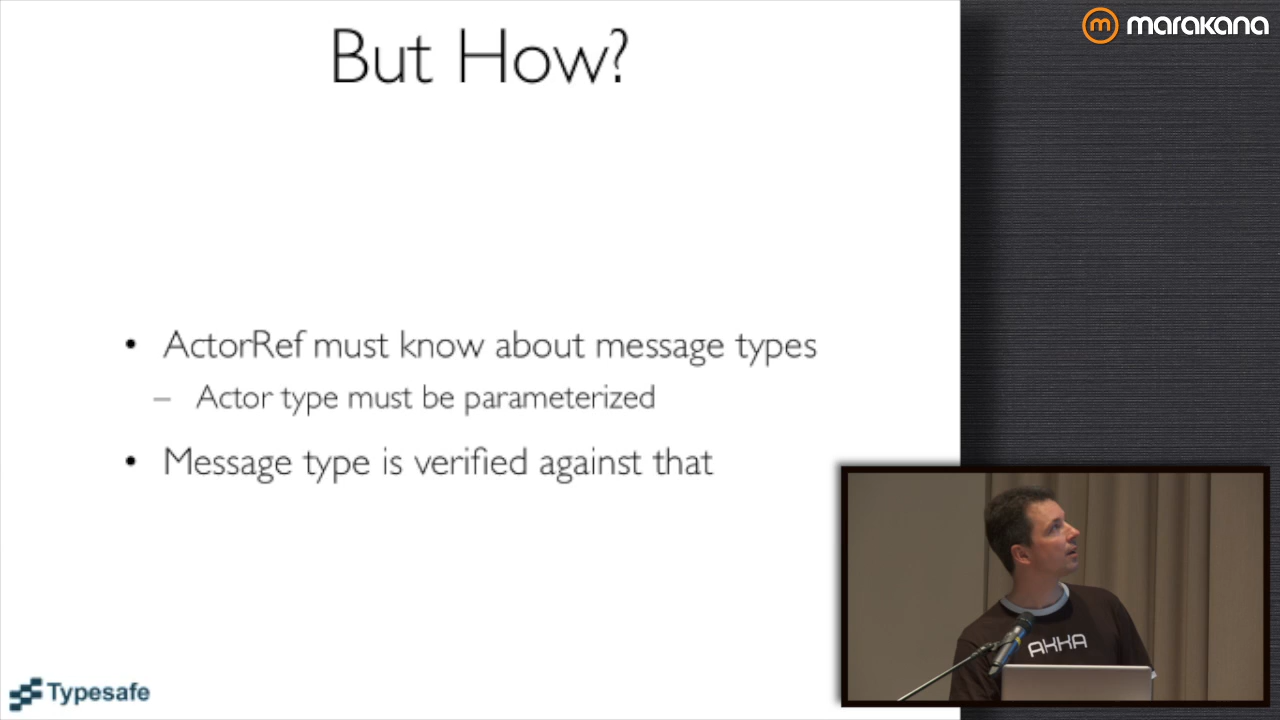 But How?
marakana
• ActorRef must know about message types
– Actor type must be parameterized
• Message type is verified against that
AKKA
Typesafe